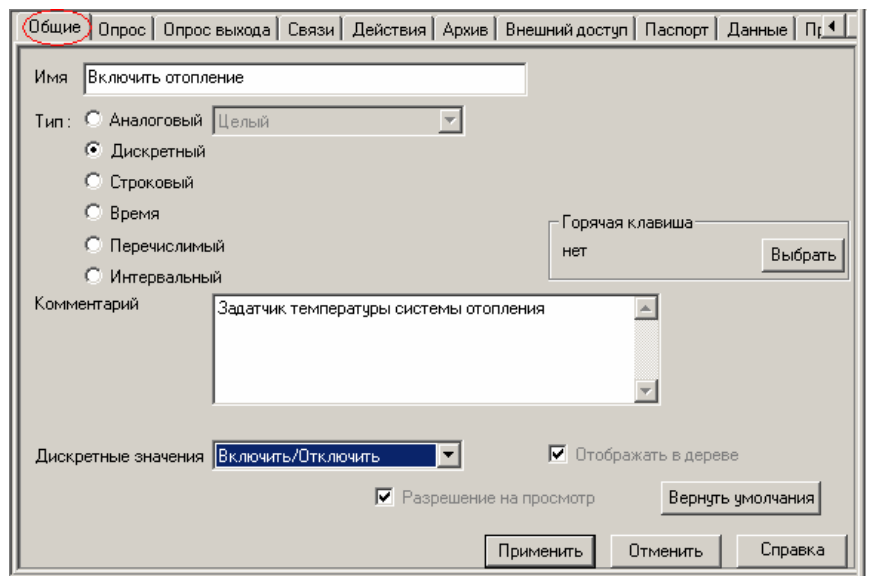 Общие Опрос Опрос выхода Связи Действия Архив Внешний доступ Паспорт Данные
Имя Включить отопление
Тип : Аналоговый Целый
Дискретный
Строковый
Время
Горячая клавиша
Перечислимый
нет Выбрать
Интервальный
Комментарий Задатчик температуры системы отопления
Дискретные значения Включить/Отключить Отображать в дереве
Разрешение на просмотр Вернуть умолчания
Применить Отменить Справка